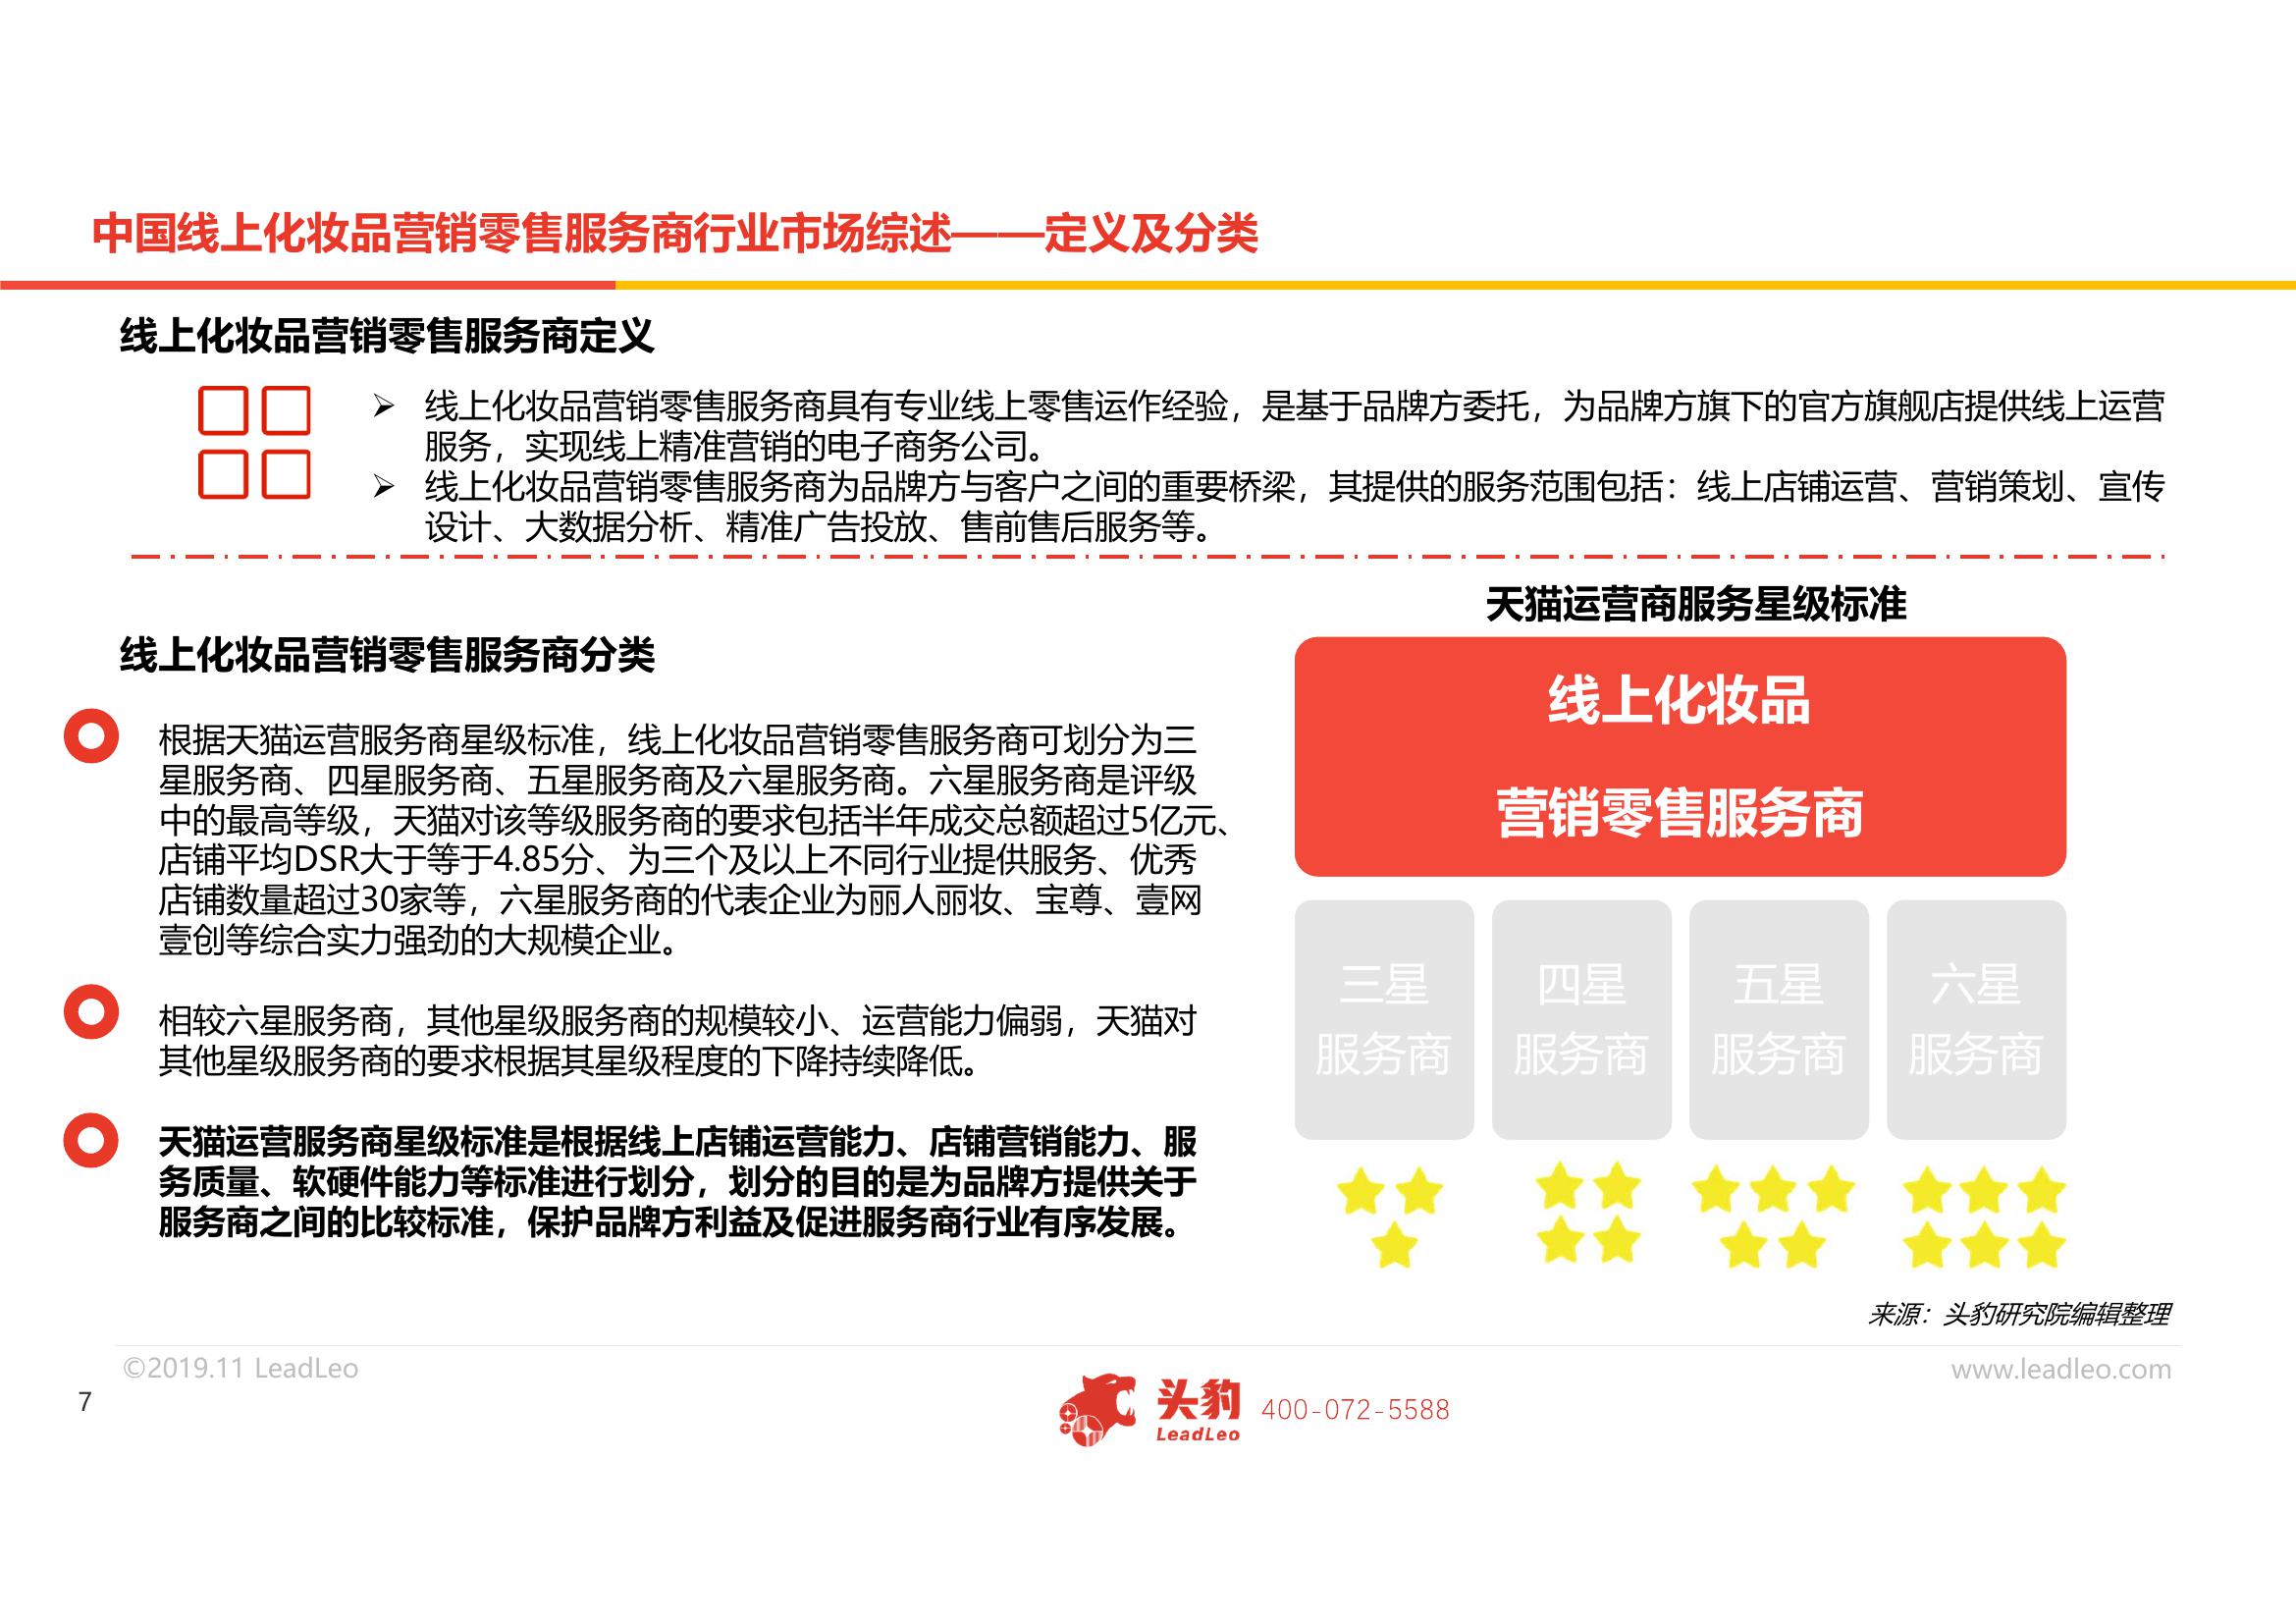 中国线上化妆品营销零售服务商行业市场综述——定义及分类
线上化妆品营销零售服务商定义
➢ 线上化妆品营销零售服务商具有专业线上零售运作经验，是基于品牌方委托，为品牌方旗下的官方旗舰店提供线上运营
服务，实现线上精准营销的电子商务公司。
➢ 线上化妆品营销零售服务商为品牌方与客户之间的重要桥梁，其提供的服务范围包括：线上店铺运营、营销策划、宣传
设计、大数据分析、精准广告投放、售前售后服务等。
线上化妆品营销零售服务商分类
根据天猫运营服务商星级标准，线上化妆品营销零售服务商可划分为三
星服务商、四星服务商、五星服务商及六星服务商。六星服务商是评级
中的最高等级，天猫对该等级服务商的要求包括半年成交总额超过5亿元、
店铺平均DSR大于等于4.85分、为三个及以上不同行业提供服务、优秀
店铺数量超过30家等，六星服务商的代表企业为丽人丽妆、宝尊、壹网
壹创等综合实力强劲的大规模企业。
相较六星服务商，其他星级服务商的规模较小、运营能力偏弱，天猫对
其他星级服务商的要求根据其星级程度的下降持续降低。
天猫运营服务商星级标准是根据线上店铺运营能力、店铺营销能力、服
务质量、软硬件能力等标准进行划分，划分的目的是为品牌方提供关于
服务商之间的比较标准，保护品牌方利益及促进服务商行业有序发展。
天猫运营商服务星级标准
线上化妆品
营销零售服务商
三星
服务商
四星
服务商
五星
服务商
六星
服务商
来源：头豹研究院编辑整理
©2019.11 LeadLeo
www.leadleo.com
7
头豹
LeadLeo
400-072-5588